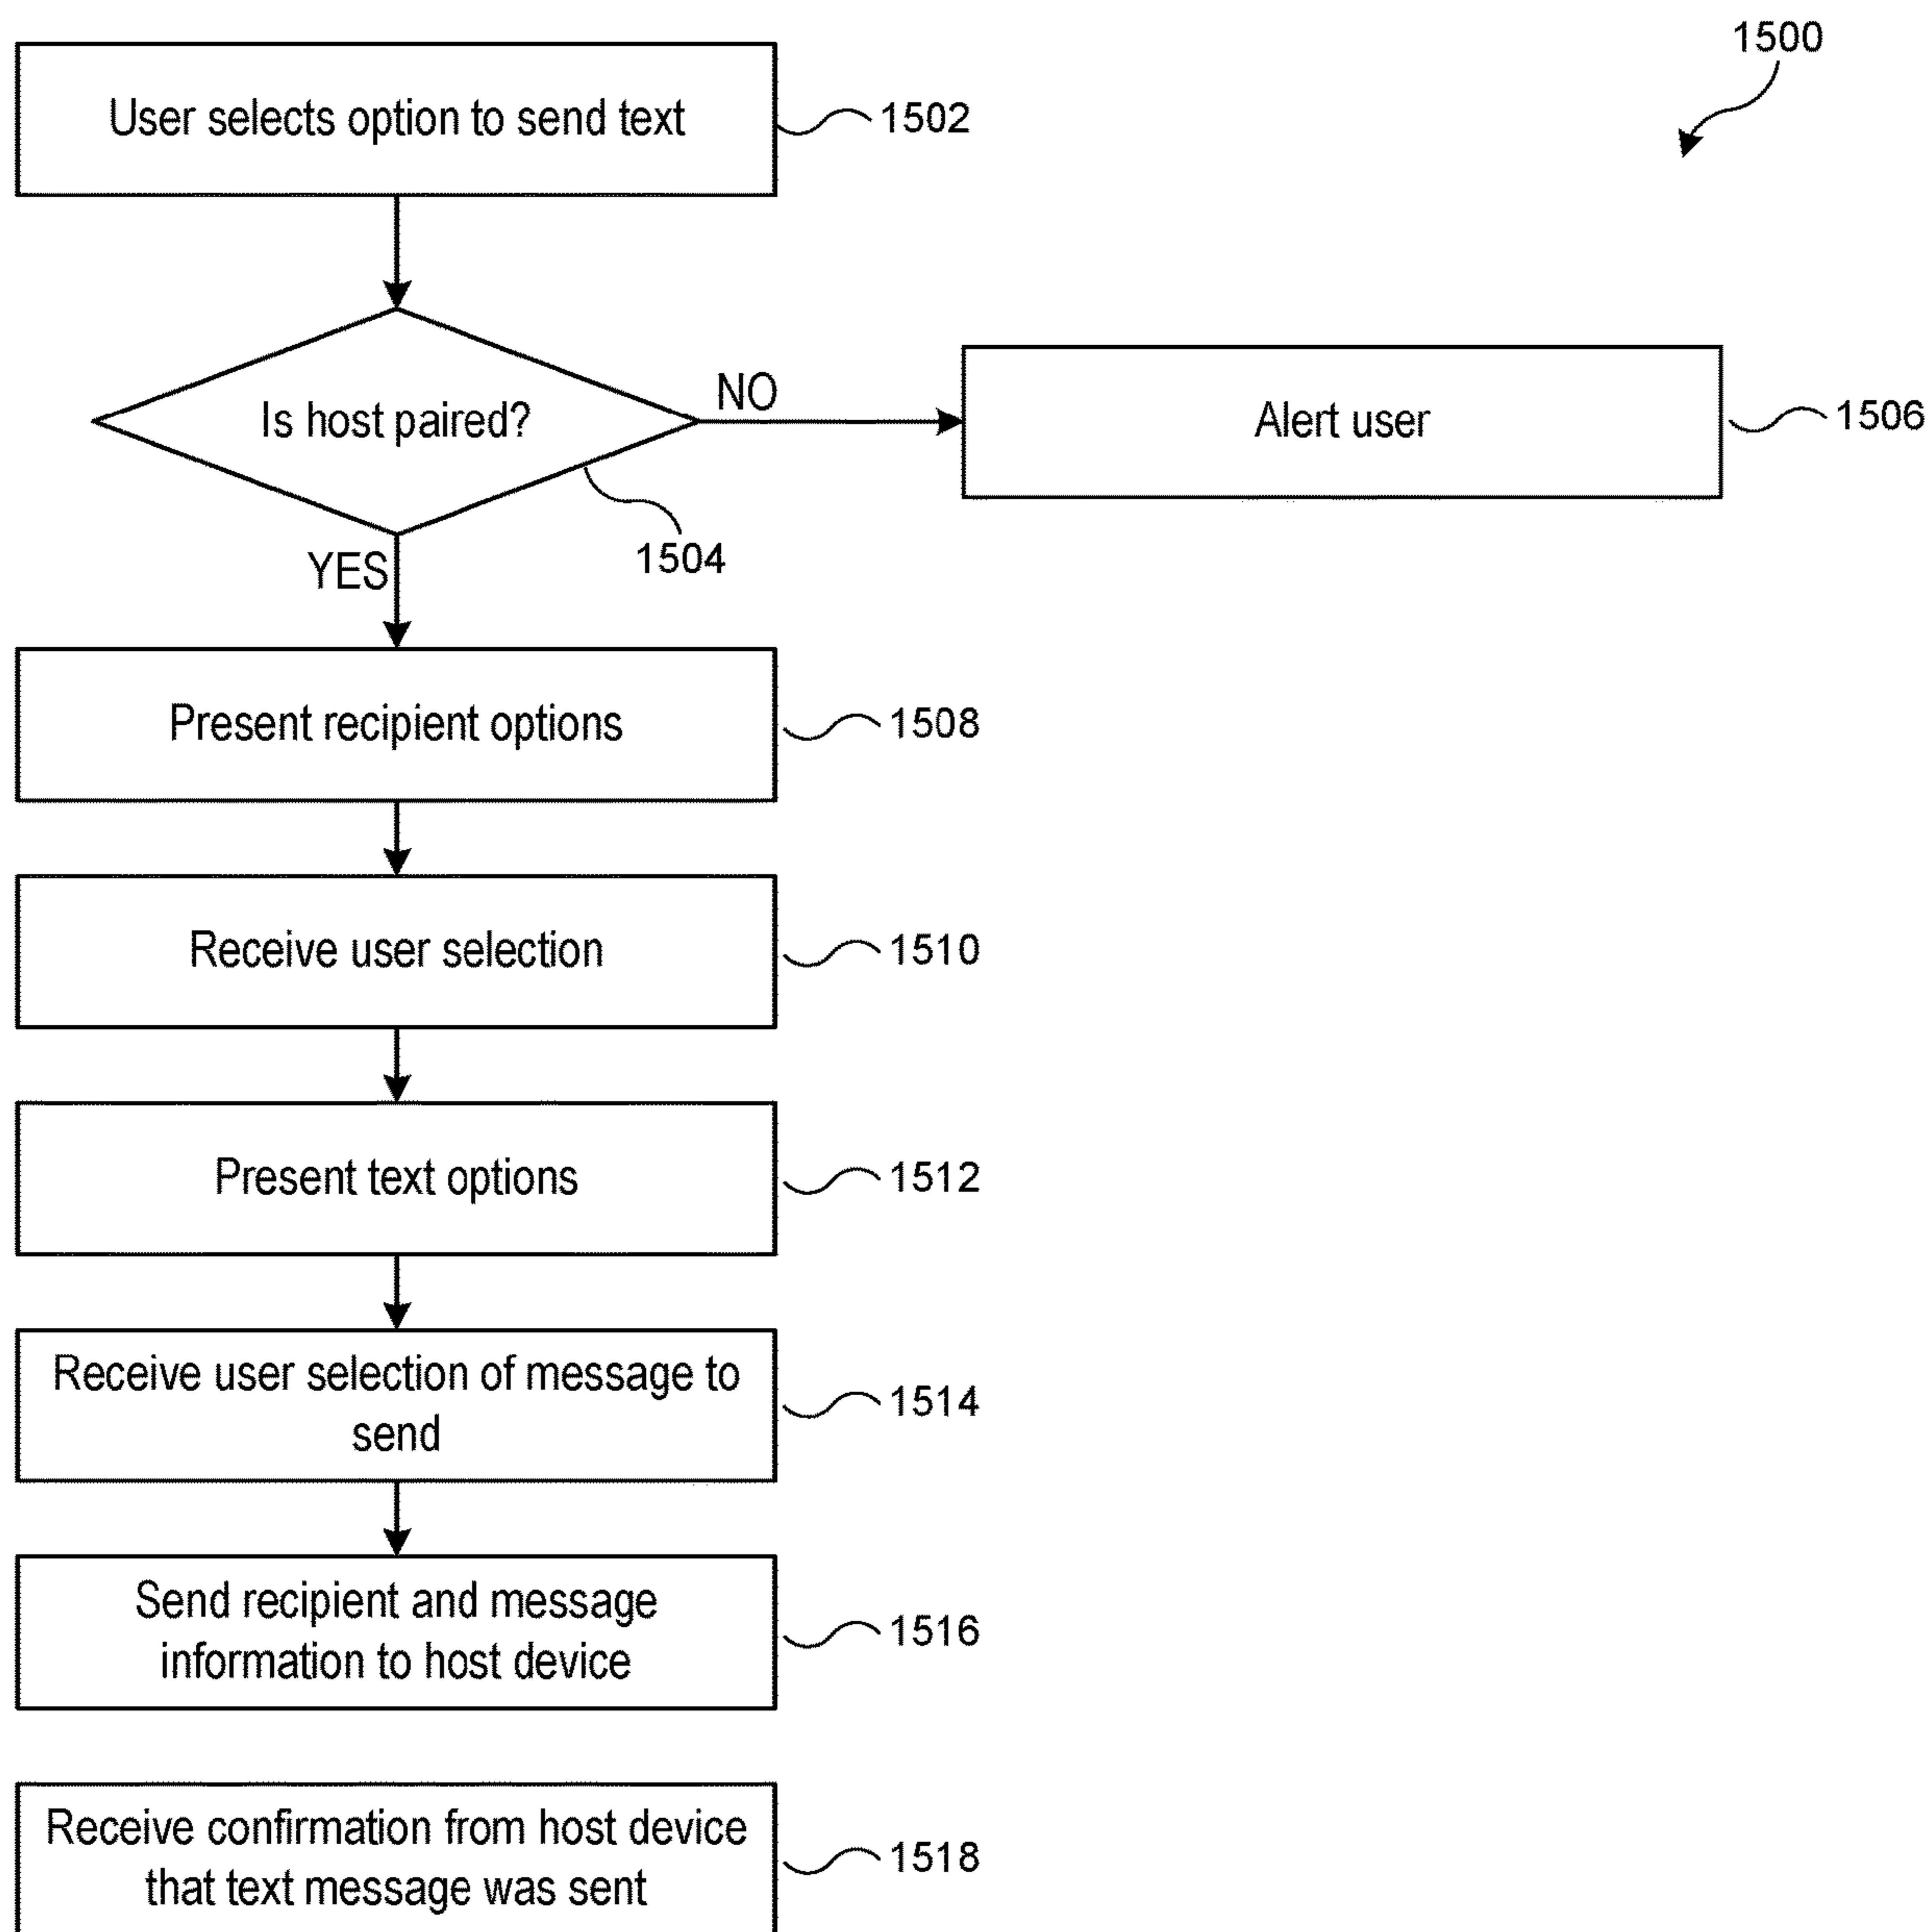 1500
User selects option to send text
1502
Is host paired?
NO
Alert user
1506
1504
YES
Present recipient options
1508
Receive user selection
1510
Present text options
1512
Receive user selection of message to
send
1514
Send recipient and message
information to host device
1516
Receive confirmation from host device
that text message was sent
1518